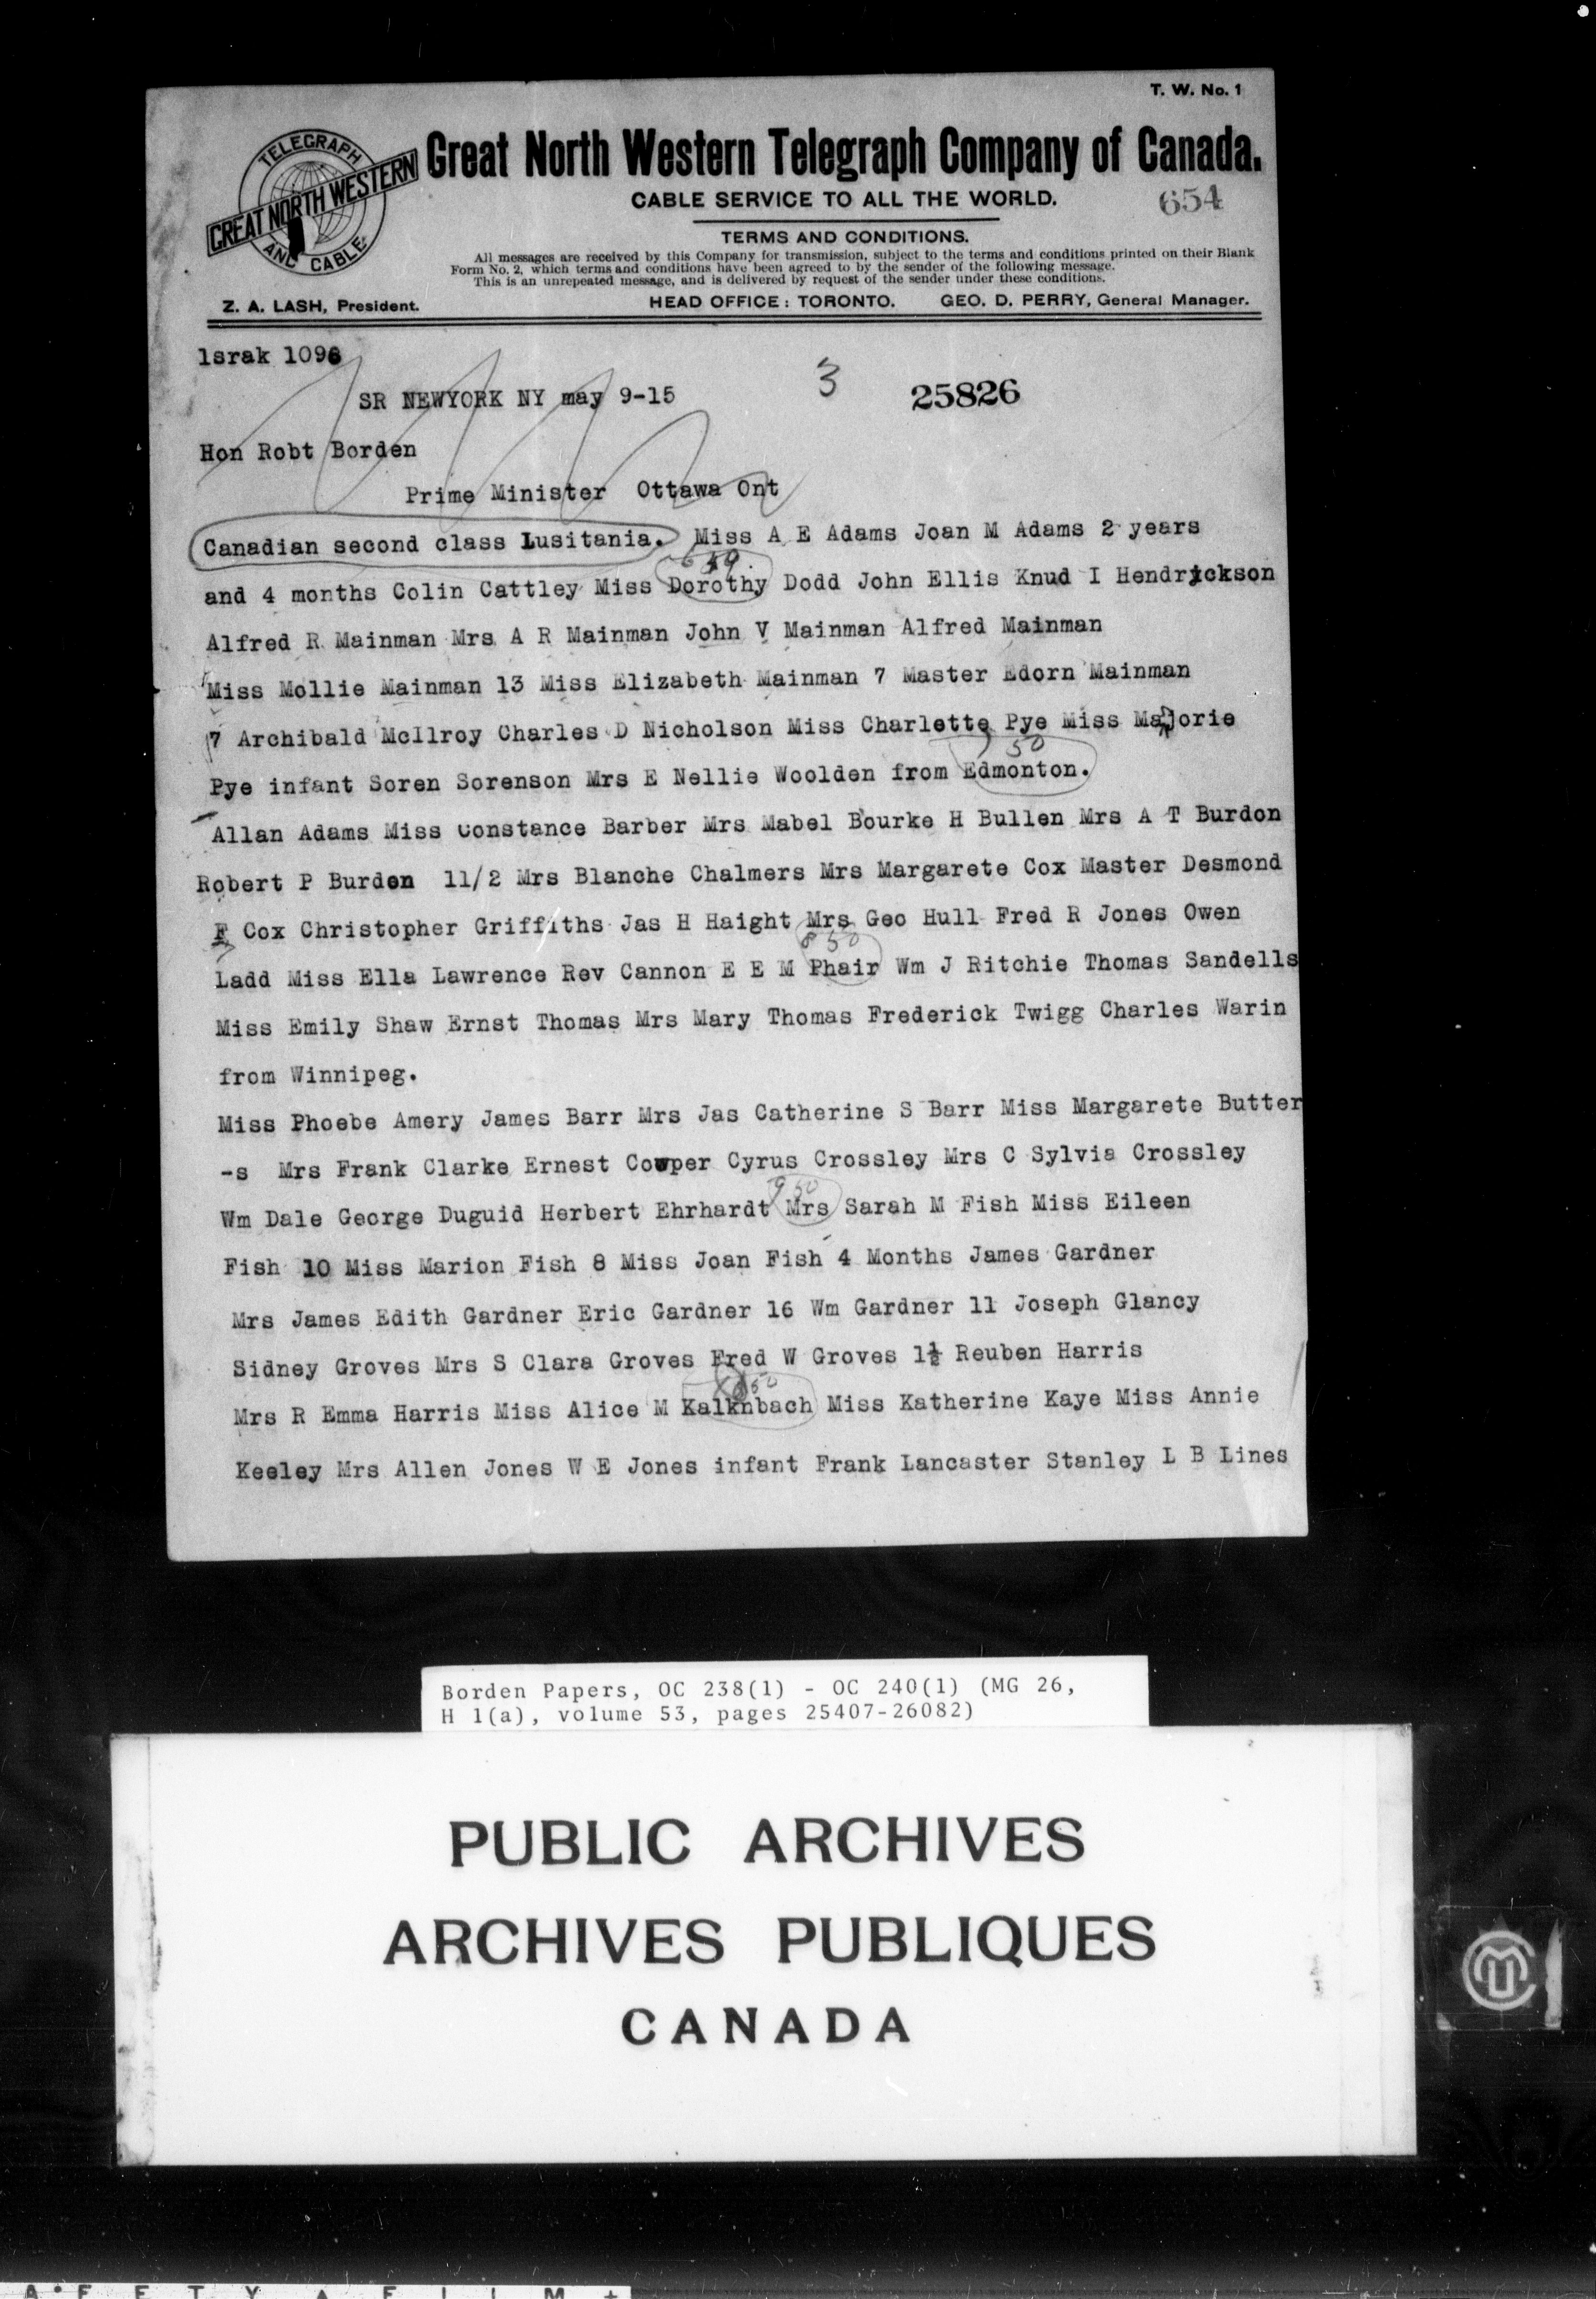 T. W. No. 1
TELEGRAPH
GREAT NORTH WESTERN
AND CABLE
Great North Western Telegraph Company of Canada.
CABLE SERVICE TO ALL THE WORLD.
654
TERMS AND CONDITIONS.
All messages are received by this Company for transmission, subject to the terms and conditions printed on their Blank
Form No. 2, which terms and conditions have been agreed to by the sender of the following message.
This is an unrepeated message, and is delivered by request of the sender under these conditions.
Z. A. LASH, President. HEAD OFFICE: TORONTO. GEO. D. PERRY, General Manager.
1srak 1096
SR NEWYORK NY may 9-15 3 25826
Hon Robt Borden
Prime Minister Ottawa Ont
Canadian second class Lusitania. Miss A E Adams Joan M Adams 2 years
and 4 months Colin Cattley Miss Dorothy Dodd John Ellis Knud I Hendrickson
Alfred R Mainman Mrs A R Mainman John V Mainman Alfred Mainman
Miss Mollie Mainman 13 Miss Elizabeth Mainman 7 Master Edorn Mainman
7 Archibald McIlroy Charles D Nicholson Miss Charlette Pye Miss Marjorie
50
Pye infant Soren Sorenson Mrs E Nellie Woolden from Edmonton.
Allan Adams Miss Constance Barber Mrs Mabel Bourke H Bullen Mrs A T Burdon
Robert P Burden 11/2 Mrs Blanche Chalmers Mrs Margarete Cox Master Desmond
F Cox Christopher Griffiths Jas H Haight Mrs Geo Hull Fred R Jones Owen
8 50
Ladd Miss Ella Lawrence Rev Cannon E E M Phair Wm J Ritchie Thomas Sandells
Miss Emily Shaw Ernst Thomas Mrs Mary Thomas Frederick Twigg Charles Warin
from Winnipeg.
Miss Phoebe Amery James Barr Mrs Jas Catherine S Barr Miss Margarete Butter
-s Mrs Frank Clarke Ernest Cowper Cyrus Crossley Mrs C Sylvia Crossley
9 50
Wm Dale George Duguid Herbert Ehrhardt Mrs Sarah M Fish Miss Eileen
Fish 10 Miss Marion Fish 8 Miss Joan Fish 4 Months James Gardner
Mrs James Edith Gardner Eric Gardner 16 Wm Gardner 11 Joseph Glancy
Sidney Groves Mrs S Clara Groves Fred W Groves 1½ Reuben Harris
Mrs R Emma Harris Miss Alice M Kalknbach Miss Katherine Kaye Miss Annie
Keeley Mrs Allen Jones W E Jones infant Frank Lancaster Stanley L B Lines
Borden Papers, OC 238(1) - OC 240(1) (MG 26,
H 1(a), volume 53, pages 25407-26082)
PUBLIC ARCHIVES
ARCHIVES PUBLIQUES
CANADA